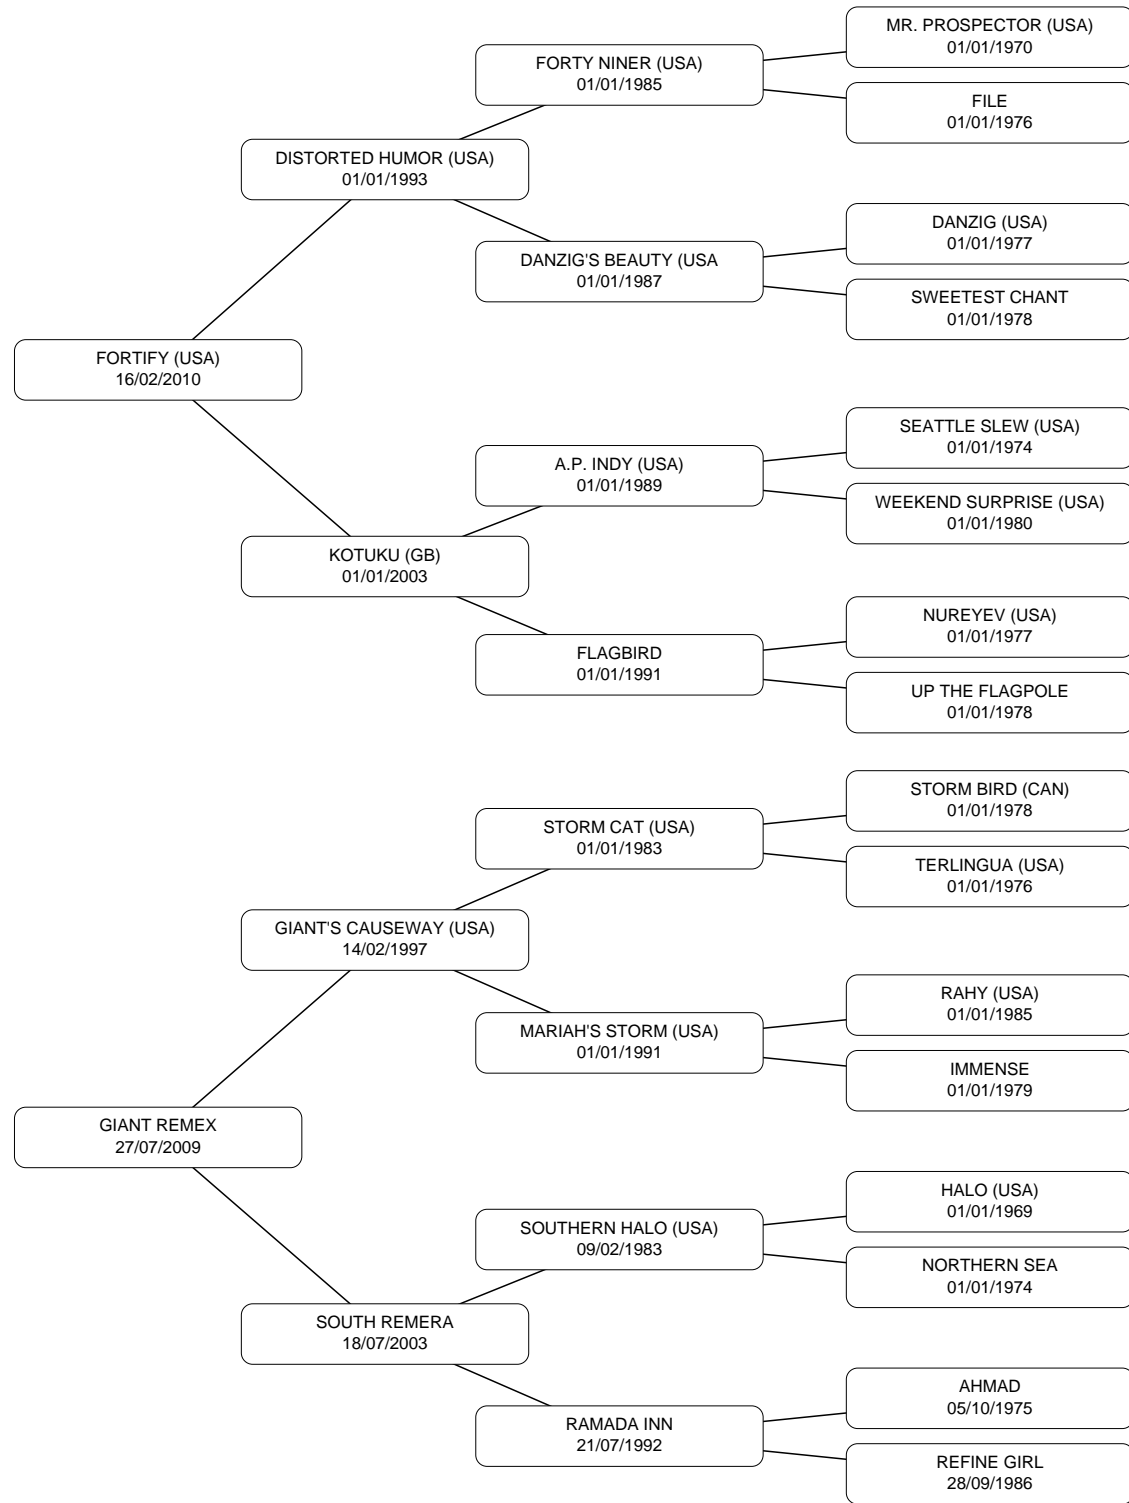 MR. PROSPECTOR (USA)
01/01/1970
FORTY NINER (USA)
01/01/1985
FILE
01/01/1976
DISTORTED HUMOR (USA)
01/01/1993
DANZIG (USA)
01/01/1977
DANZIG'S BEAUTY (USA
01/01/1987
SWEETEST CHANT
01/01/1978
FORTIFY (USA)
16/02/2010
SEATTLE SLEW (USA)
01/01/1974
A.P. INDY (USA)
01/01/1989
WEEKEND SURPRISE (USA)
01/01/1980
KOTUKU (GB)
01/01/2003
NUREYEV (USA)
01/01/1977
FLAGBIRD
01/01/1991
UP THE FLAGPOLE
01/01/1978
STORM BIRD (CAN)
01/01/1978
STORM CAT (USA)
01/01/1983
TERLINGUA (USA)
01/01/1976
GIANT'S CAUSEWAY (USA)
14/02/1997
RAHY (USA)
01/01/1985
MARIAH'S STORM (USA)
01/01/1991
IMMENSE
01/01/1979
GIANT REMEX
27/07/2009
HALO (USA)
01/01/1969
SOUTHERN HALO (USA)
09/02/1983
NORTHERN SEA
01/01/1974
SOUTH REMERA
18/07/2003
AHMAD
05/10/1975
RAMADA INN
21/07/1992
REFINE GIRL
28/09/1986